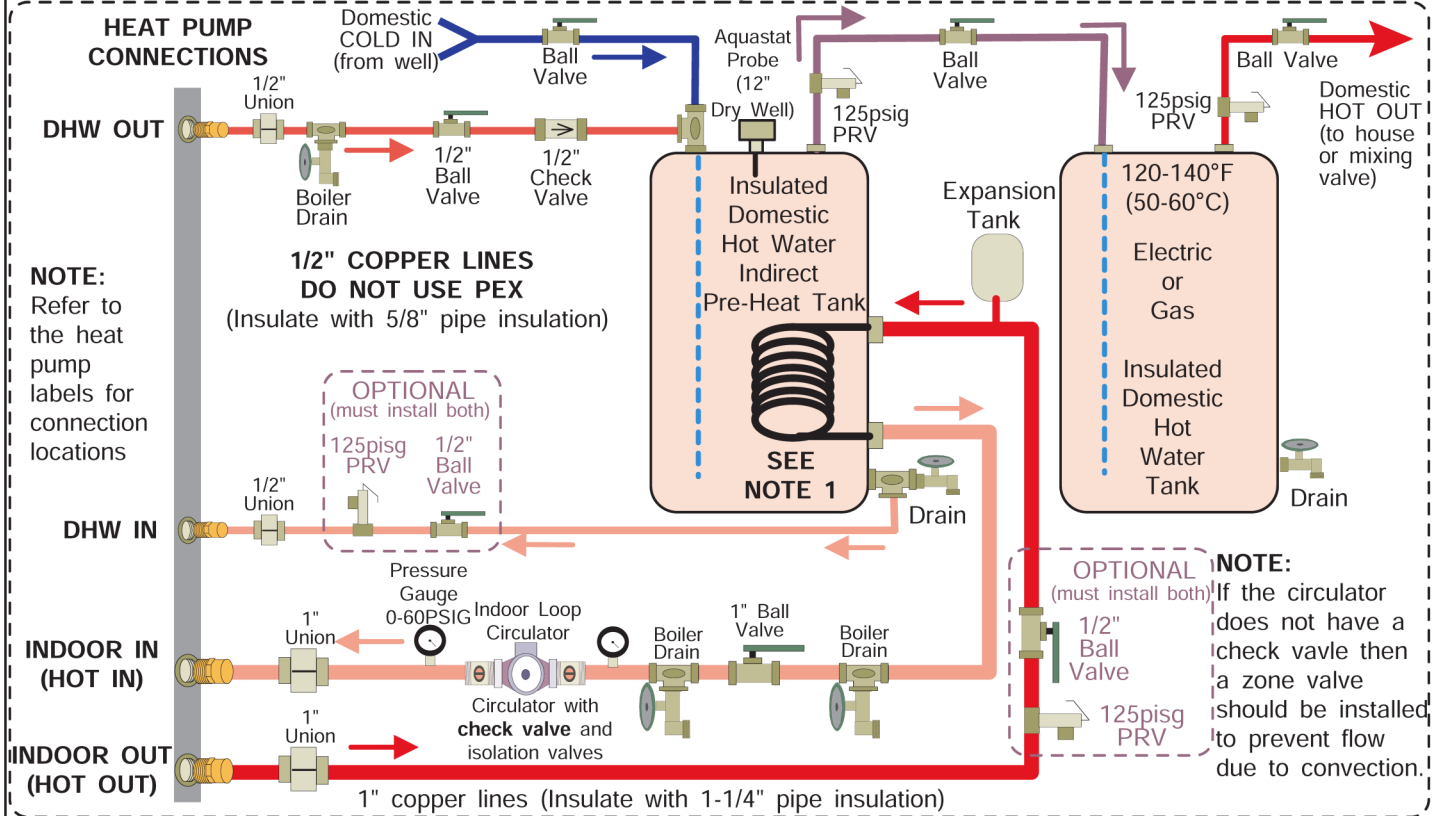 HEAT PUMP
CONNECTIONS
Domestic
COLD IN
(from well)
Ball
Valve
Aquastat
Probe
(12"
Dry Well)
125psig
PRV
Ball
Valve
125psig
PRV
Ball Valve
Domestic
HOT OUT
(to house
or mixing
valve)
DHW OUT
1/2"
Union
Boiler
Drain
1/2"
Ball
Valve
1/2"
Check
Valve
1/2" COPPER LINES
DO NOT USE PEX
(Insulate with 5/8" pipe insulation)
NOTE:
Refer to
the heat
pump
labels for
connection
locations
Insulated
Domestic
Hot Water
Indirect
Pre-Heat Tank
SEE
NOTE 1
Expansion
Tank
120-140°F
(50-60°C)
Electric
or
Gas
Insulated
Domestic
Hot
Water
Tank
Drain
Drain
OPTIONAL
(must install both)
125pisg
PRV
1/2"
Ball
Valve
DHW IN
1/2"
Union
INDOOR IN
(HOT IN)
1"
Union
Pressure
Gauge
0-60PSIG
Indoor Loop
Circulator
Circulator with
check valve and
isolation valves
Boiler
Drain
1" Ball
Valve
Boiler
Drain
OPTIONAL
(must install both)
1/2"
Ball
Valve
125pisg
PRV
NOTE:
If the circulator
does not have a
check vavle then
a zone valve
should be installed
to prevent flow
due to convection.
INDOOR OUT
(HOT OUT)
1"
Union
1" copper lines (Insulate with 1-1/4" pipe insulation)